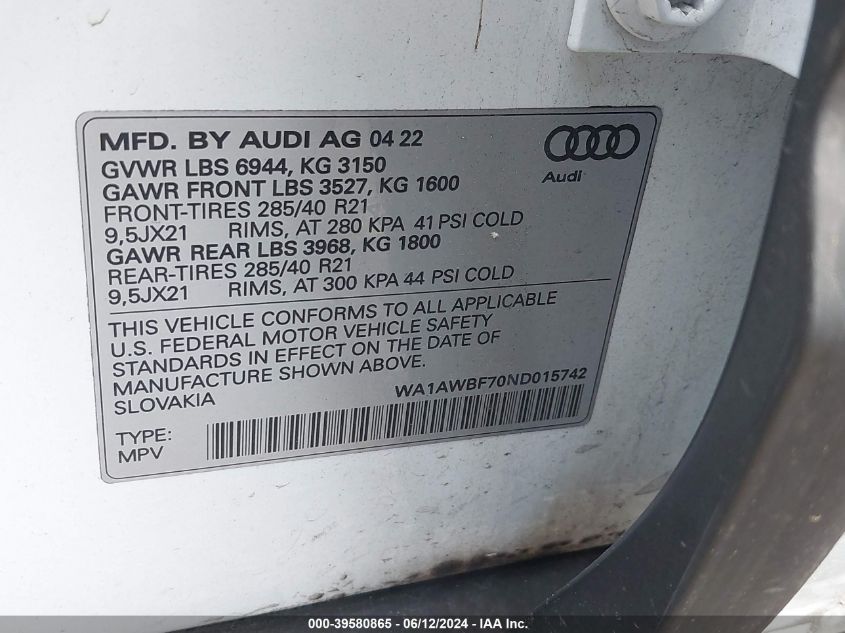 MFD. BY AUDI AG 04 22
GVWR LBS 6944, KG 3150
GAWR FRONT LBS 3527, KG 1600
FRONT-TIRES 285/40 R21
9,5JX21 RIMS, AT 280 KPA 41 PSI COLD
GAWR REAR LBS 3968, KG 1800
REAR-TIRES 285/40 R21
9,5JX21 RIMS, AT 300 KPA 44 PSI COLD
Audi
THIS VEHICLE CONFORMS TO ALL APPLICABLE
U.S. FEDERAL MOTOR VEHICLE SAFETY
STANDARDS IN EFFECT ON THE DATE OF
MANUFACTURE SHOWN ABOVE.
SLOVAKIA WA1AWBF70ND015742
TYPE:
MPV
000-39580865 - 06/12/2024 - IAA Inc.